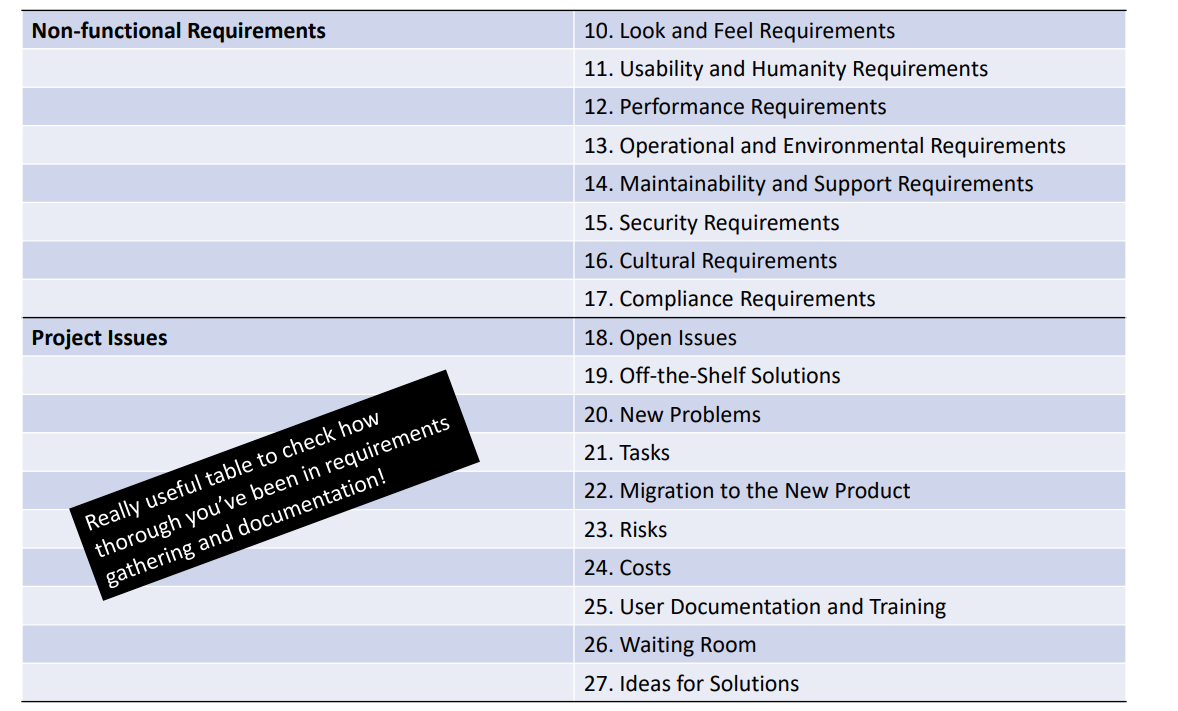 Non-functional Requirements
10. Look and Feel Requirements
11. Usability and Humanity Requirements
12. Performance Requirements
13. Operational and Environmental Requirements
14. Maintainability and Support Requirements
15. Security Requirements
16. Cultural Requirements
17. Compliance Requirements
Project Issues
18. Open Issues
19. Off-the-Shelf Solutions
20. New Problems
21. Tasks
22. Migration to the New Product
23. Risks
24. Costs
25. User Documentation and Training
26. Waiting Room
27. Ideas for Solutions
Really useful table to check how
thorough you’ve been in requirements
gathering and documentation!